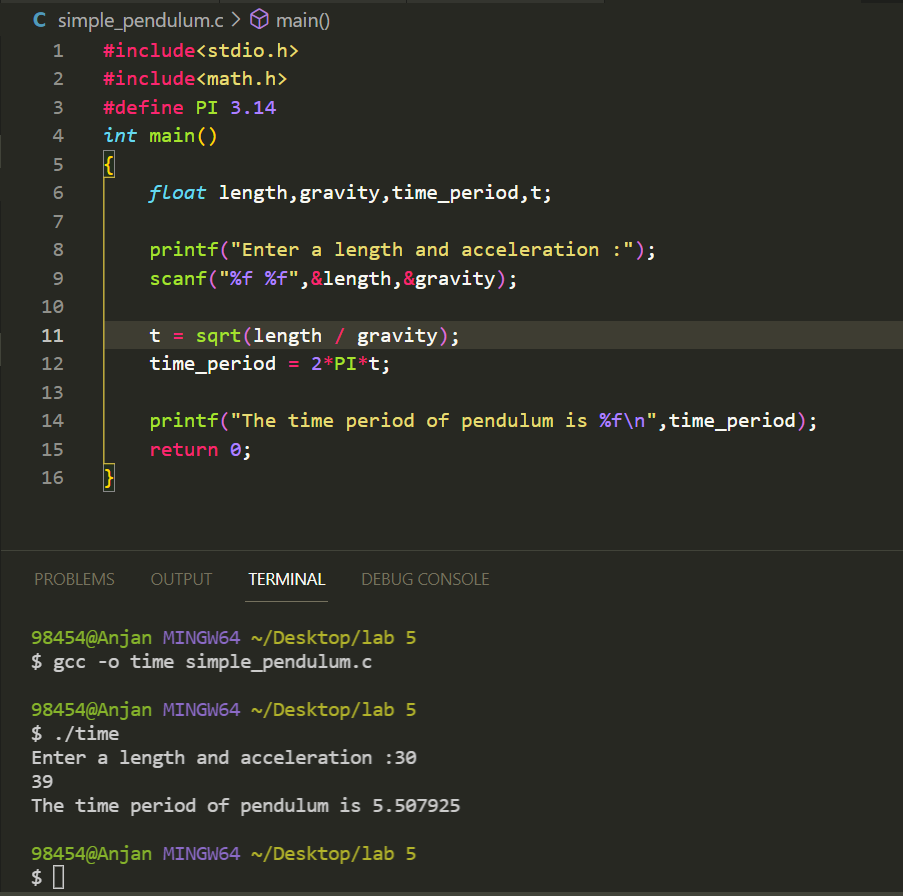 C simple_pendulum.c > main()
1 #include<stdio.h>
2 #include<math.h>
3 #define PI 3.14
4 int main()
5 {
6     float length,gravity,time_period,t;
7
8     printf("Enter a length and acceleration :");
9     scanf("%f %f",&length,&gravity);
10
11     t = sqrt(length / gravity);
12     time_period = 2*PI*t;
13
14     printf("The time period of pendulum is %f\n",time_period);
15     return 0;
16 }
PROBLEMS OUTPUT TERMINAL DEBUG CONSOLE
98454@Anjan MINGW64 ~/Desktop/lab 5
$ gcc -o time simple_pendulum.c
98454@Anjan MINGW64 ~/Desktop/lab 5
$ ./time
Enter a length and acceleration :30
39
The time period of pendulum is 5.507925
98454@Anjan MINGW64 ~/Desktop/lab 5
$